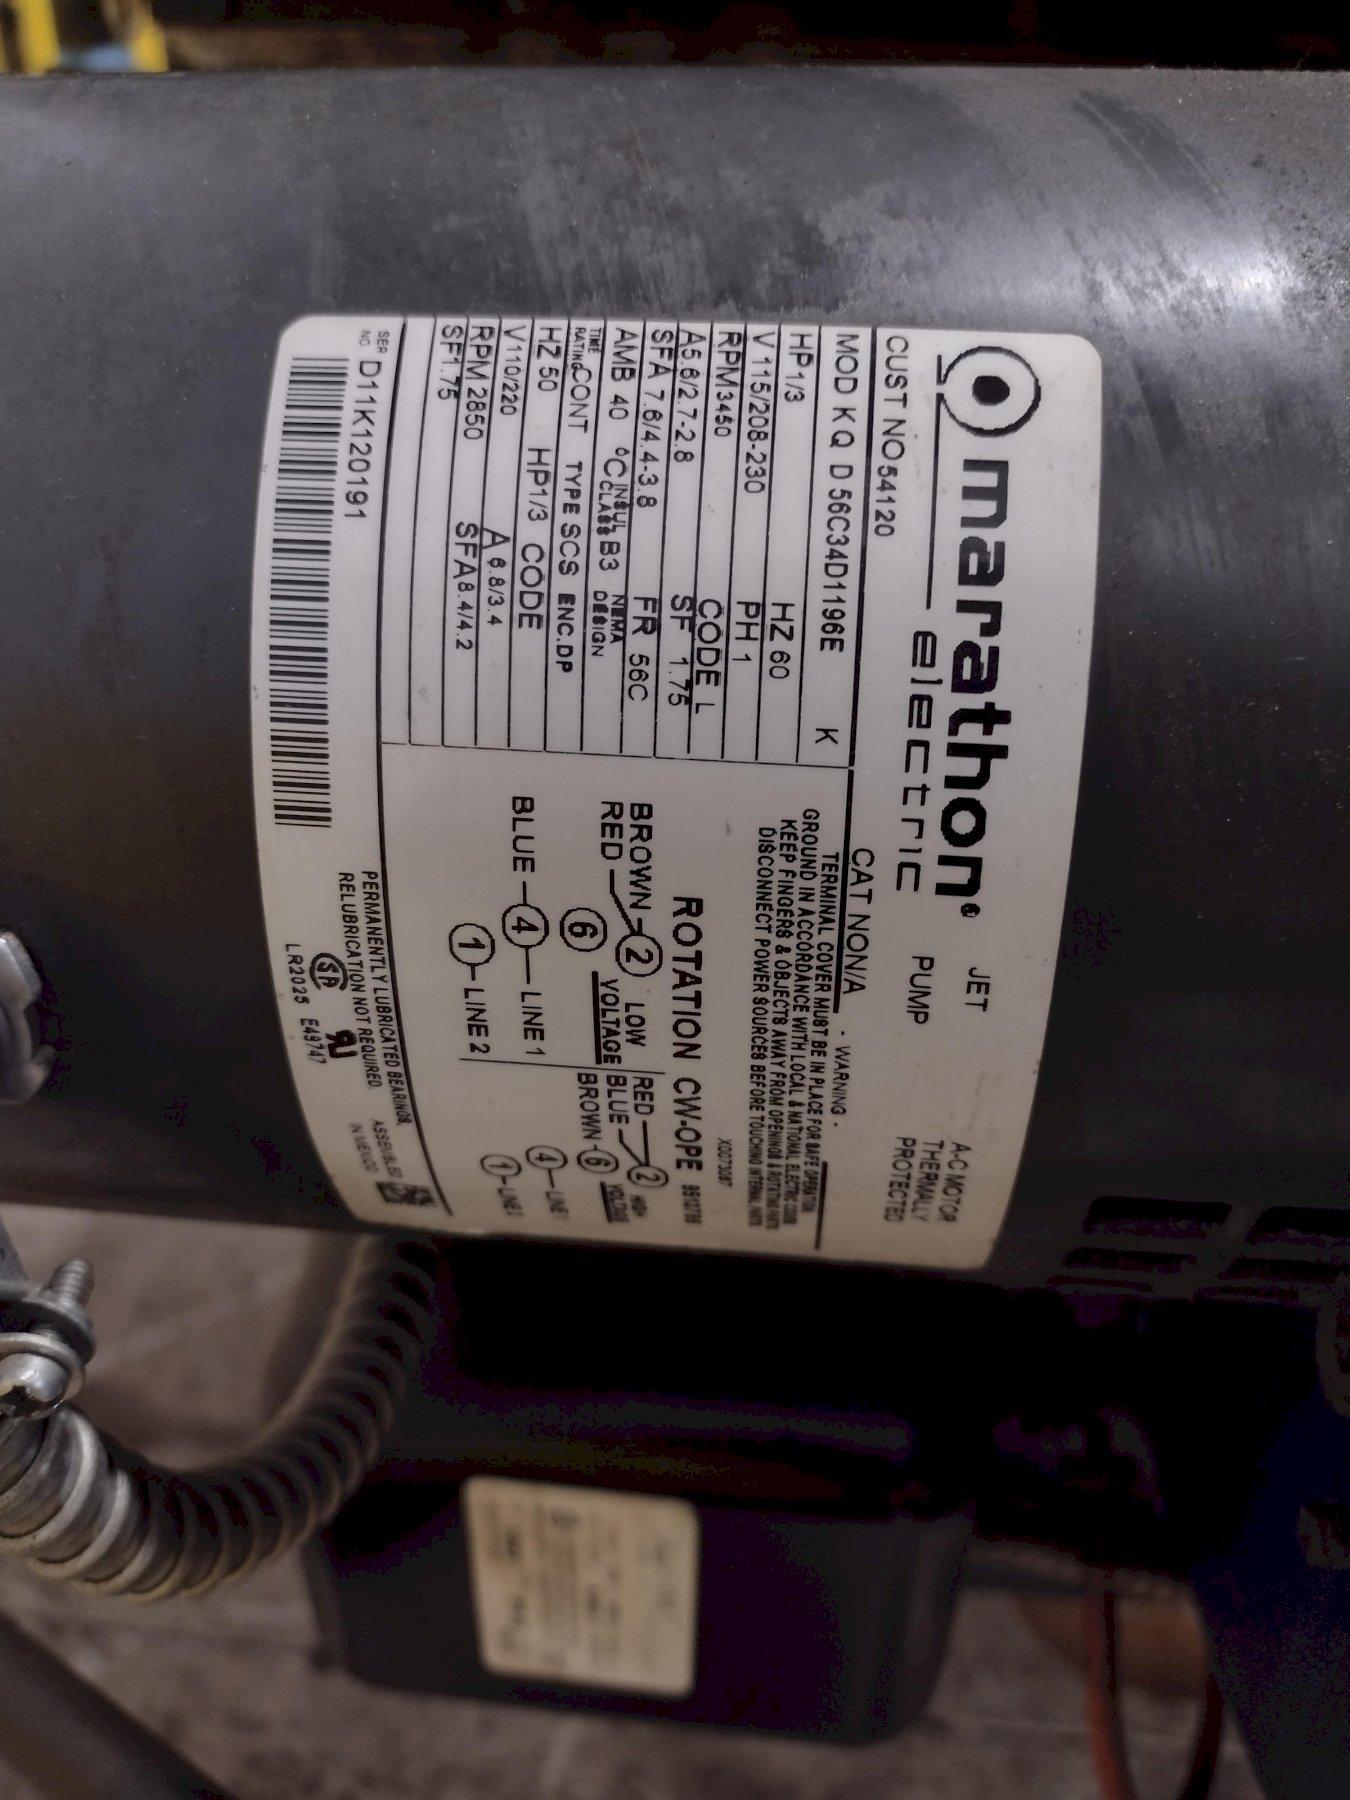 marathon®
electric
JET
PUMP
A-C MOTOR
THERMALLY
PROTECTED
CUST NO 54120
MOD KQ D 56C34D1196E K
CAT NO N/A
HP 1/3
V 115/208-230 HZ 60
RPM 3450 PH 1
A 5.6/2.7-2.8 CODE L
SFA 7.6/4.4-3.8 SF 1.75
AMB 40 °C INSUL CLASS B3 FR 56C
TIME RATING CONT TYPE SCS NEMA DESIGN
HZ 50 HP 1/3 CODE ENC. DP
V 110/220
RPM 2850 A 6.8/3.4
SF 1.75 SFA 8.4/4.2
SER NO D11K120191
- WARNING -
TERMINAL COVER MUST BE IN PLACE FOR SAFE OPERATION
GROUND IN ACCORDANCE WITH LOCAL & NATIONAL ELECTRIC CODES
KEEP FINGERS & OBJECTS AWAY FROM OPENINGS & ROTATING PARTS
DISCONNECT POWER SOURCES BEFORE TOUCHING INTERNAL PARTS
X0073087
ROTATION CW-OPE
BROWN 2 LOW
RED VOLTAGE
6
BLUE 4 LINE 1
1 LINE 2
RED 2 HIGH
BLUE VOLTAGE
BROWN 6
4 LINE 1
1 LINE 2
PERMANENTLY LUBRICATED BEARINGS,
RELUBRICATION NOT REQUIRED.
ASSEMBLED
IN MEXICO
SA
LR2025 E49747